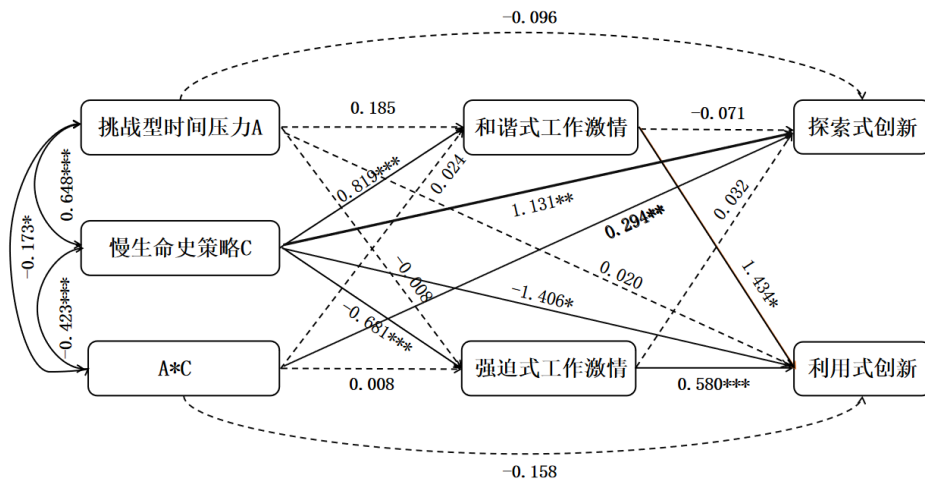 -0.096
挑战型时间压力A
0.185
和谐式工作激情
-0.071
探索式创新
0.648***
0.819***
0.024
1.131**
0.294**
0.032
-0.173*
慢生命史策略C
-0.008
0.020
1.434*
-1.406*
-0.423***
-0.681***
A*C
0.008
强迫式工作激情
0.580***
利用式创新
-0.158